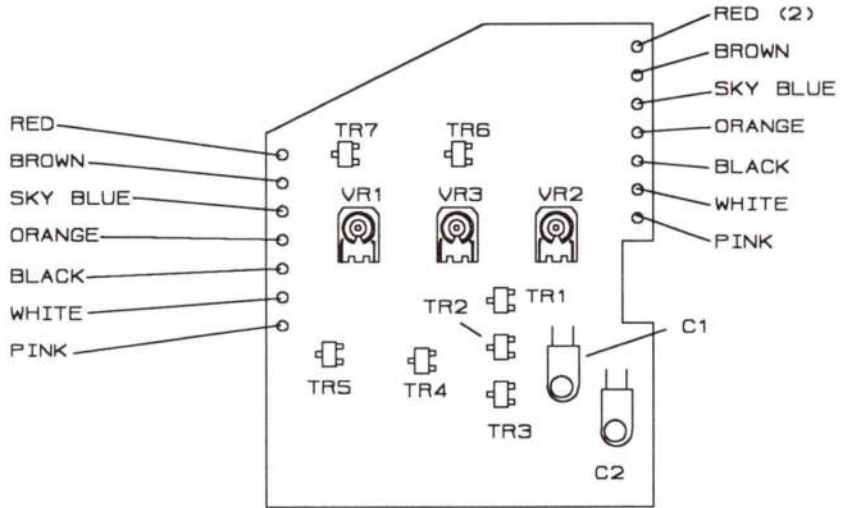 RED (2)
BROWN
SKY BLUE
ORANGE
BLACK
WHITE
PINK
RED
BROWN
SKY BLUE
ORANGE
BLACK
WHITE
PINK
TR7
TR6
VR1
VR3
VR2
TR1
TR2
C1
TR5
TR4
TR3
C2